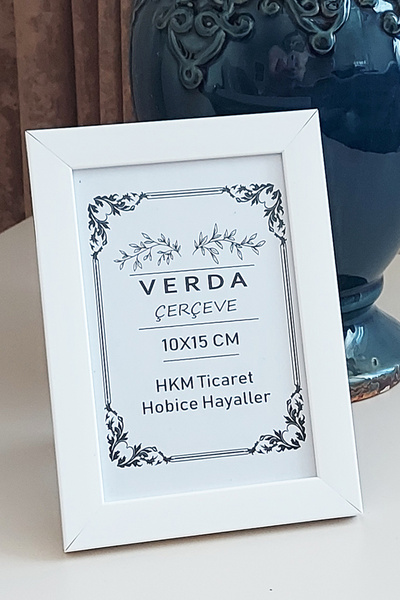 VERDA
ÇERÇEVE
10X15 CM
HKM Ticaret
Hobice Hayaller